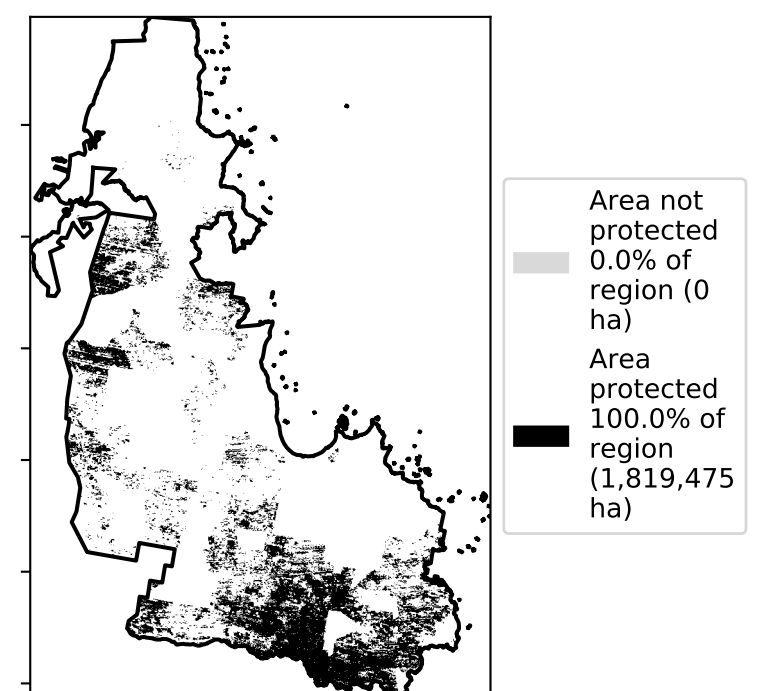 Area not
protected
0.0% of
region (0
ha)
Area
protected
100.0% of
region
(1,819,475
ha)